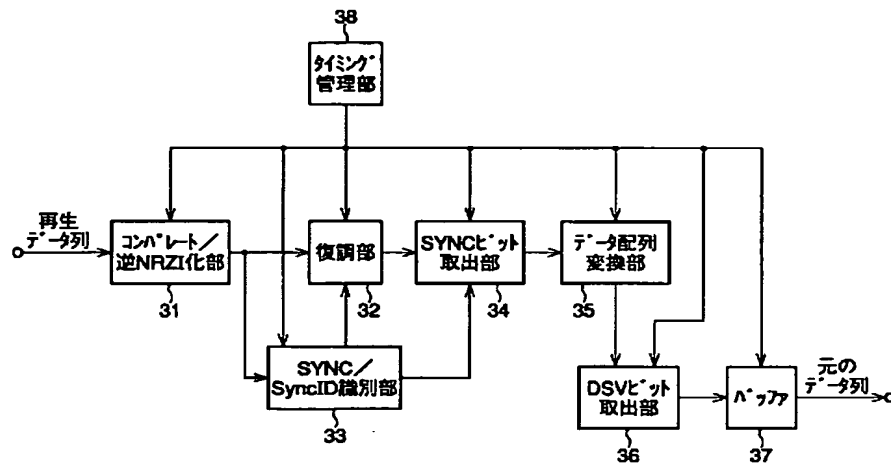 38
タイミング
管理部
再生
データ列
コンパレート／
逆NRZI化部
31
復調部
32
SYNCビット
取出部
34
データ配列
変換部
35
SYNC／
SyncID識別部
33
DSVビット
取出部
36
バッファ
37
元の
データ列